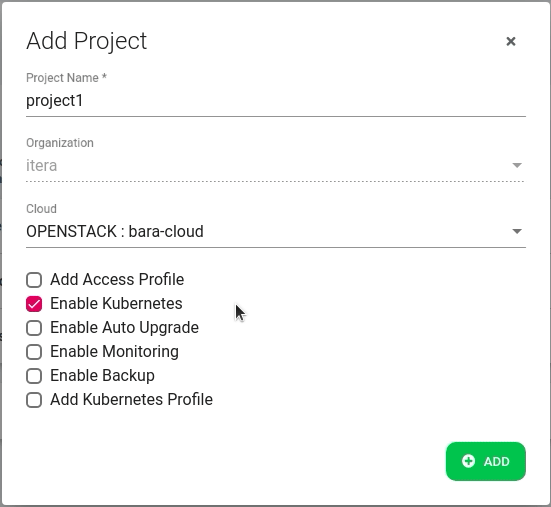 Add Project
Project Name *
project1
Organization
itera
Cloud
OPENSTACK : bara-cloud
Add Access Profile
Enable Kubernetes
Enable Auto Upgrade
Enable Monitoring
Enable Backup
Add Kubernetes Profile
ADD